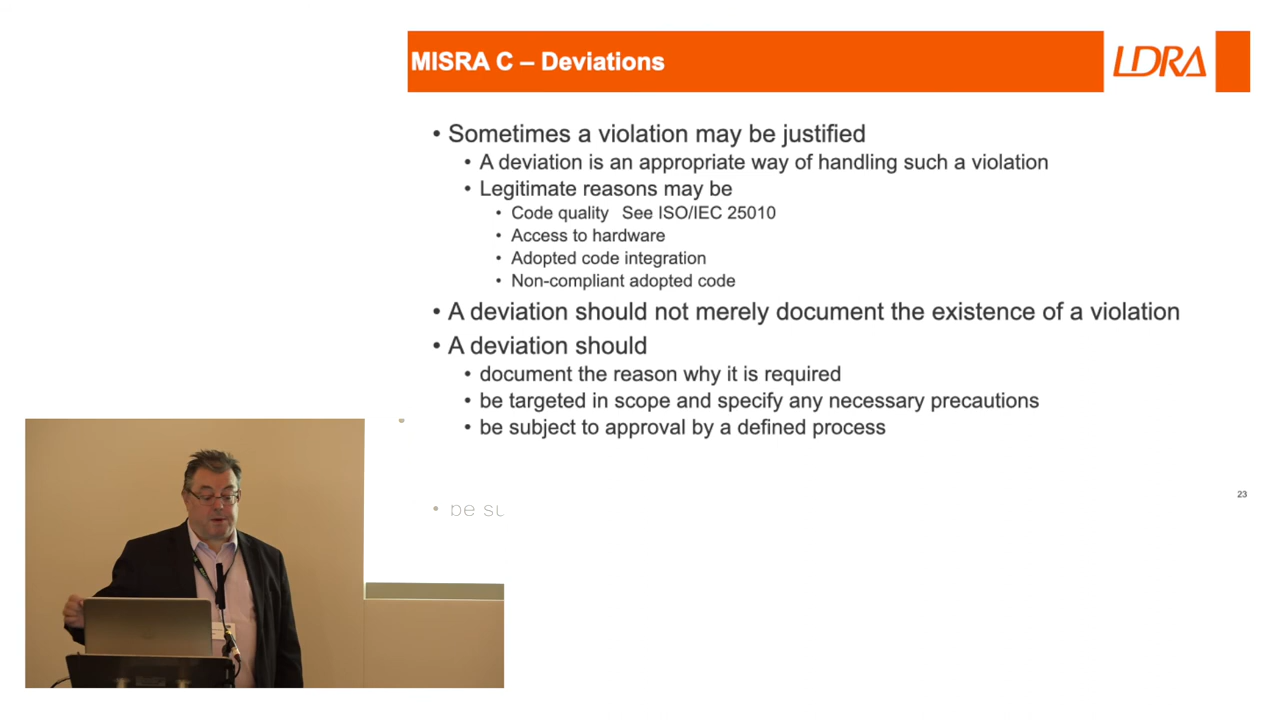 MISRA C – Deviations
LDRA
• Sometimes a violation may be justified
• A deviation is an appropriate way of handling such a violation
• Legitimate reasons may be
• Code quality See ISO/IEC 25010
• Access to hardware
• Adopted code integration
• Non-compliant adopted code
• A deviation should not merely document the existence of a violation
• A deviation should
• document the reason why it is required
• be targeted in scope and specify any necessary precautions
• be subject to approval by a defined process
23
• be su